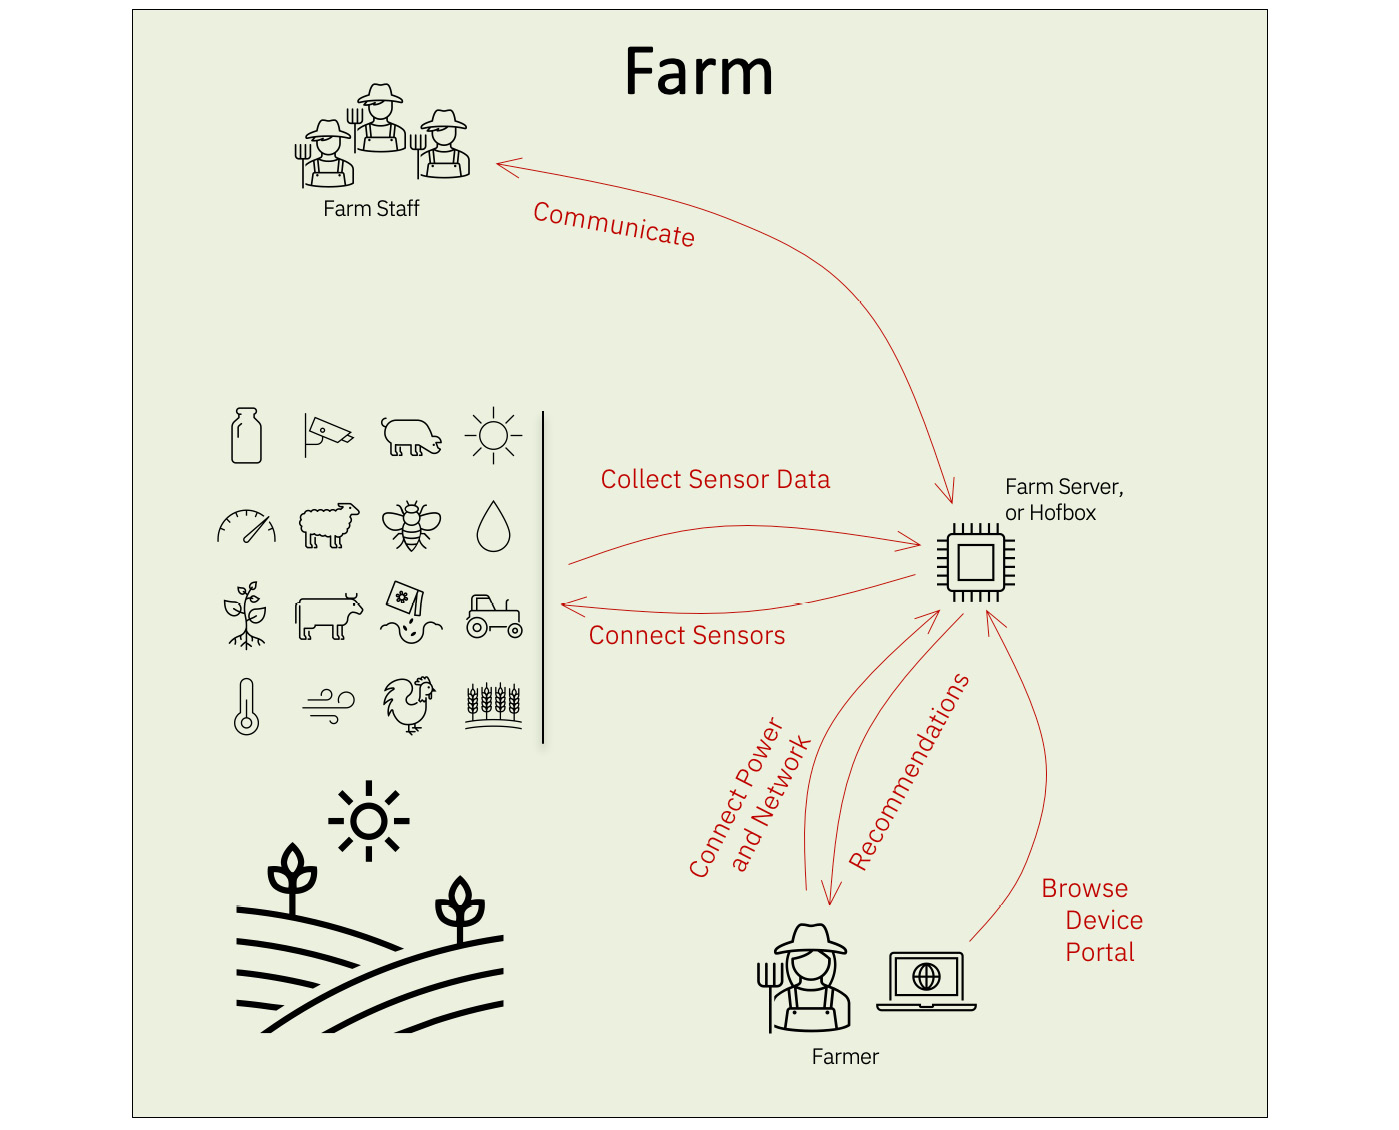 Farm
Farm Staff
Communicate
Collect Sensor Data
Farm Server,
or Hofbox
Connect Sensors
Connect Power
and Network
Recommendations
Browse
Device
Portal
Farmer